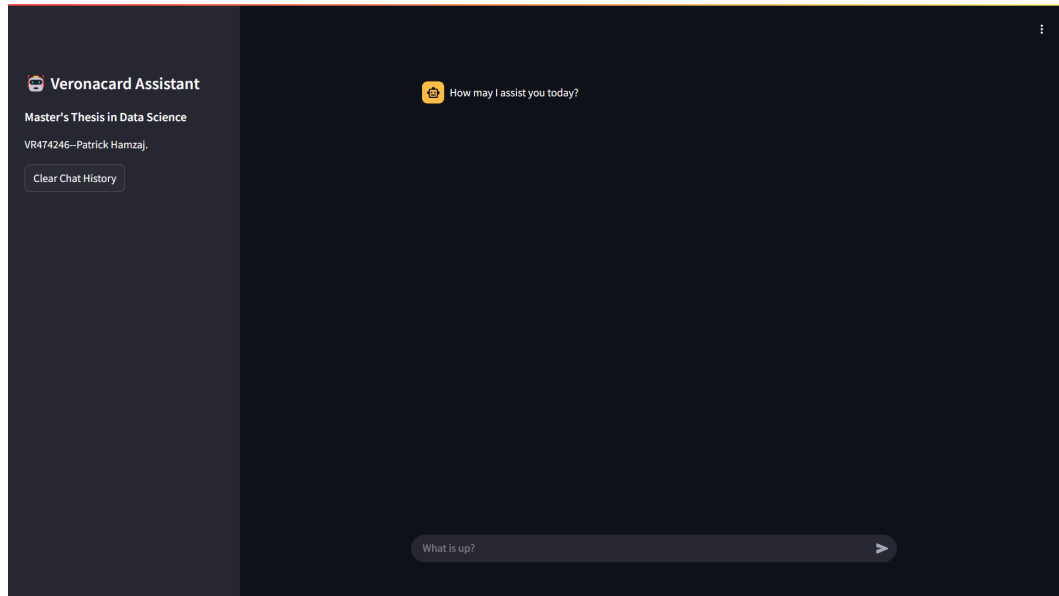 Veronacard Assistant
Master's Thesis in Data Science
VR474246--Patrick Hamzaj.
Clear Chat History
How may I assist you today?
What is up?